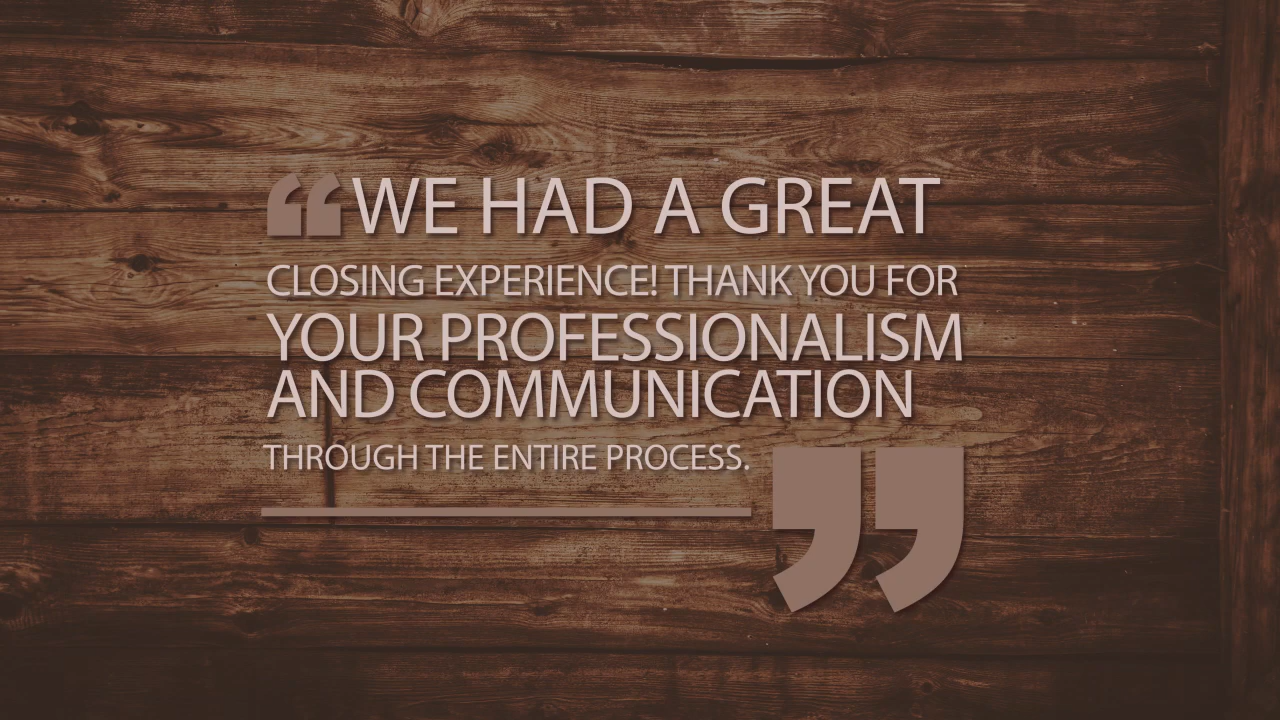 “WE HAD A GREAT
CLOSING EXPERIENCE! THANK YOU FOR
YOUR PROFESSIONALISM
AND COMMUNICATION
THROUGH THE ENTIRE PROCESS.”